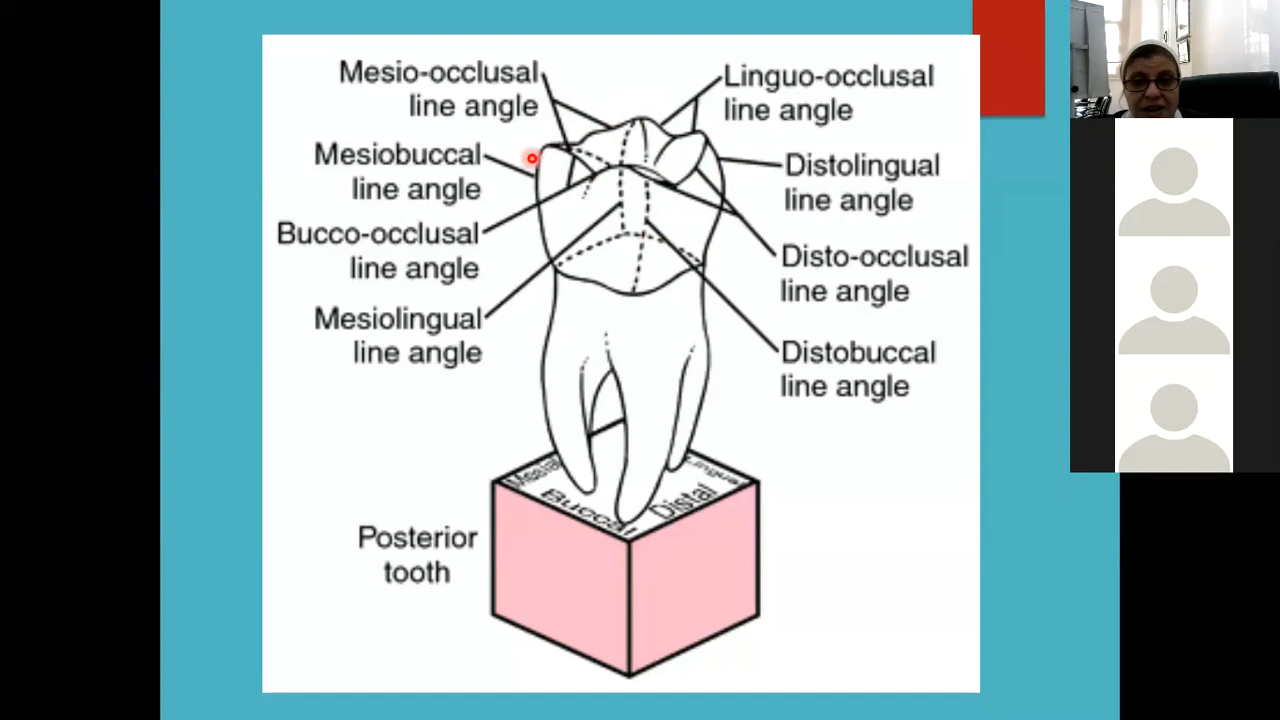 Mesio-occlusal
line angle
Linguo-occlusal
line angle
Mesiobuccal
line angle
Distolingual
line angle
Bucco-occlusal
line angle
Disto-occlusal
line angle
Mesiolingual
line angle
Distobuccal
line angle
Mesial
Lingual
Buccal
Distal
Posterior
tooth